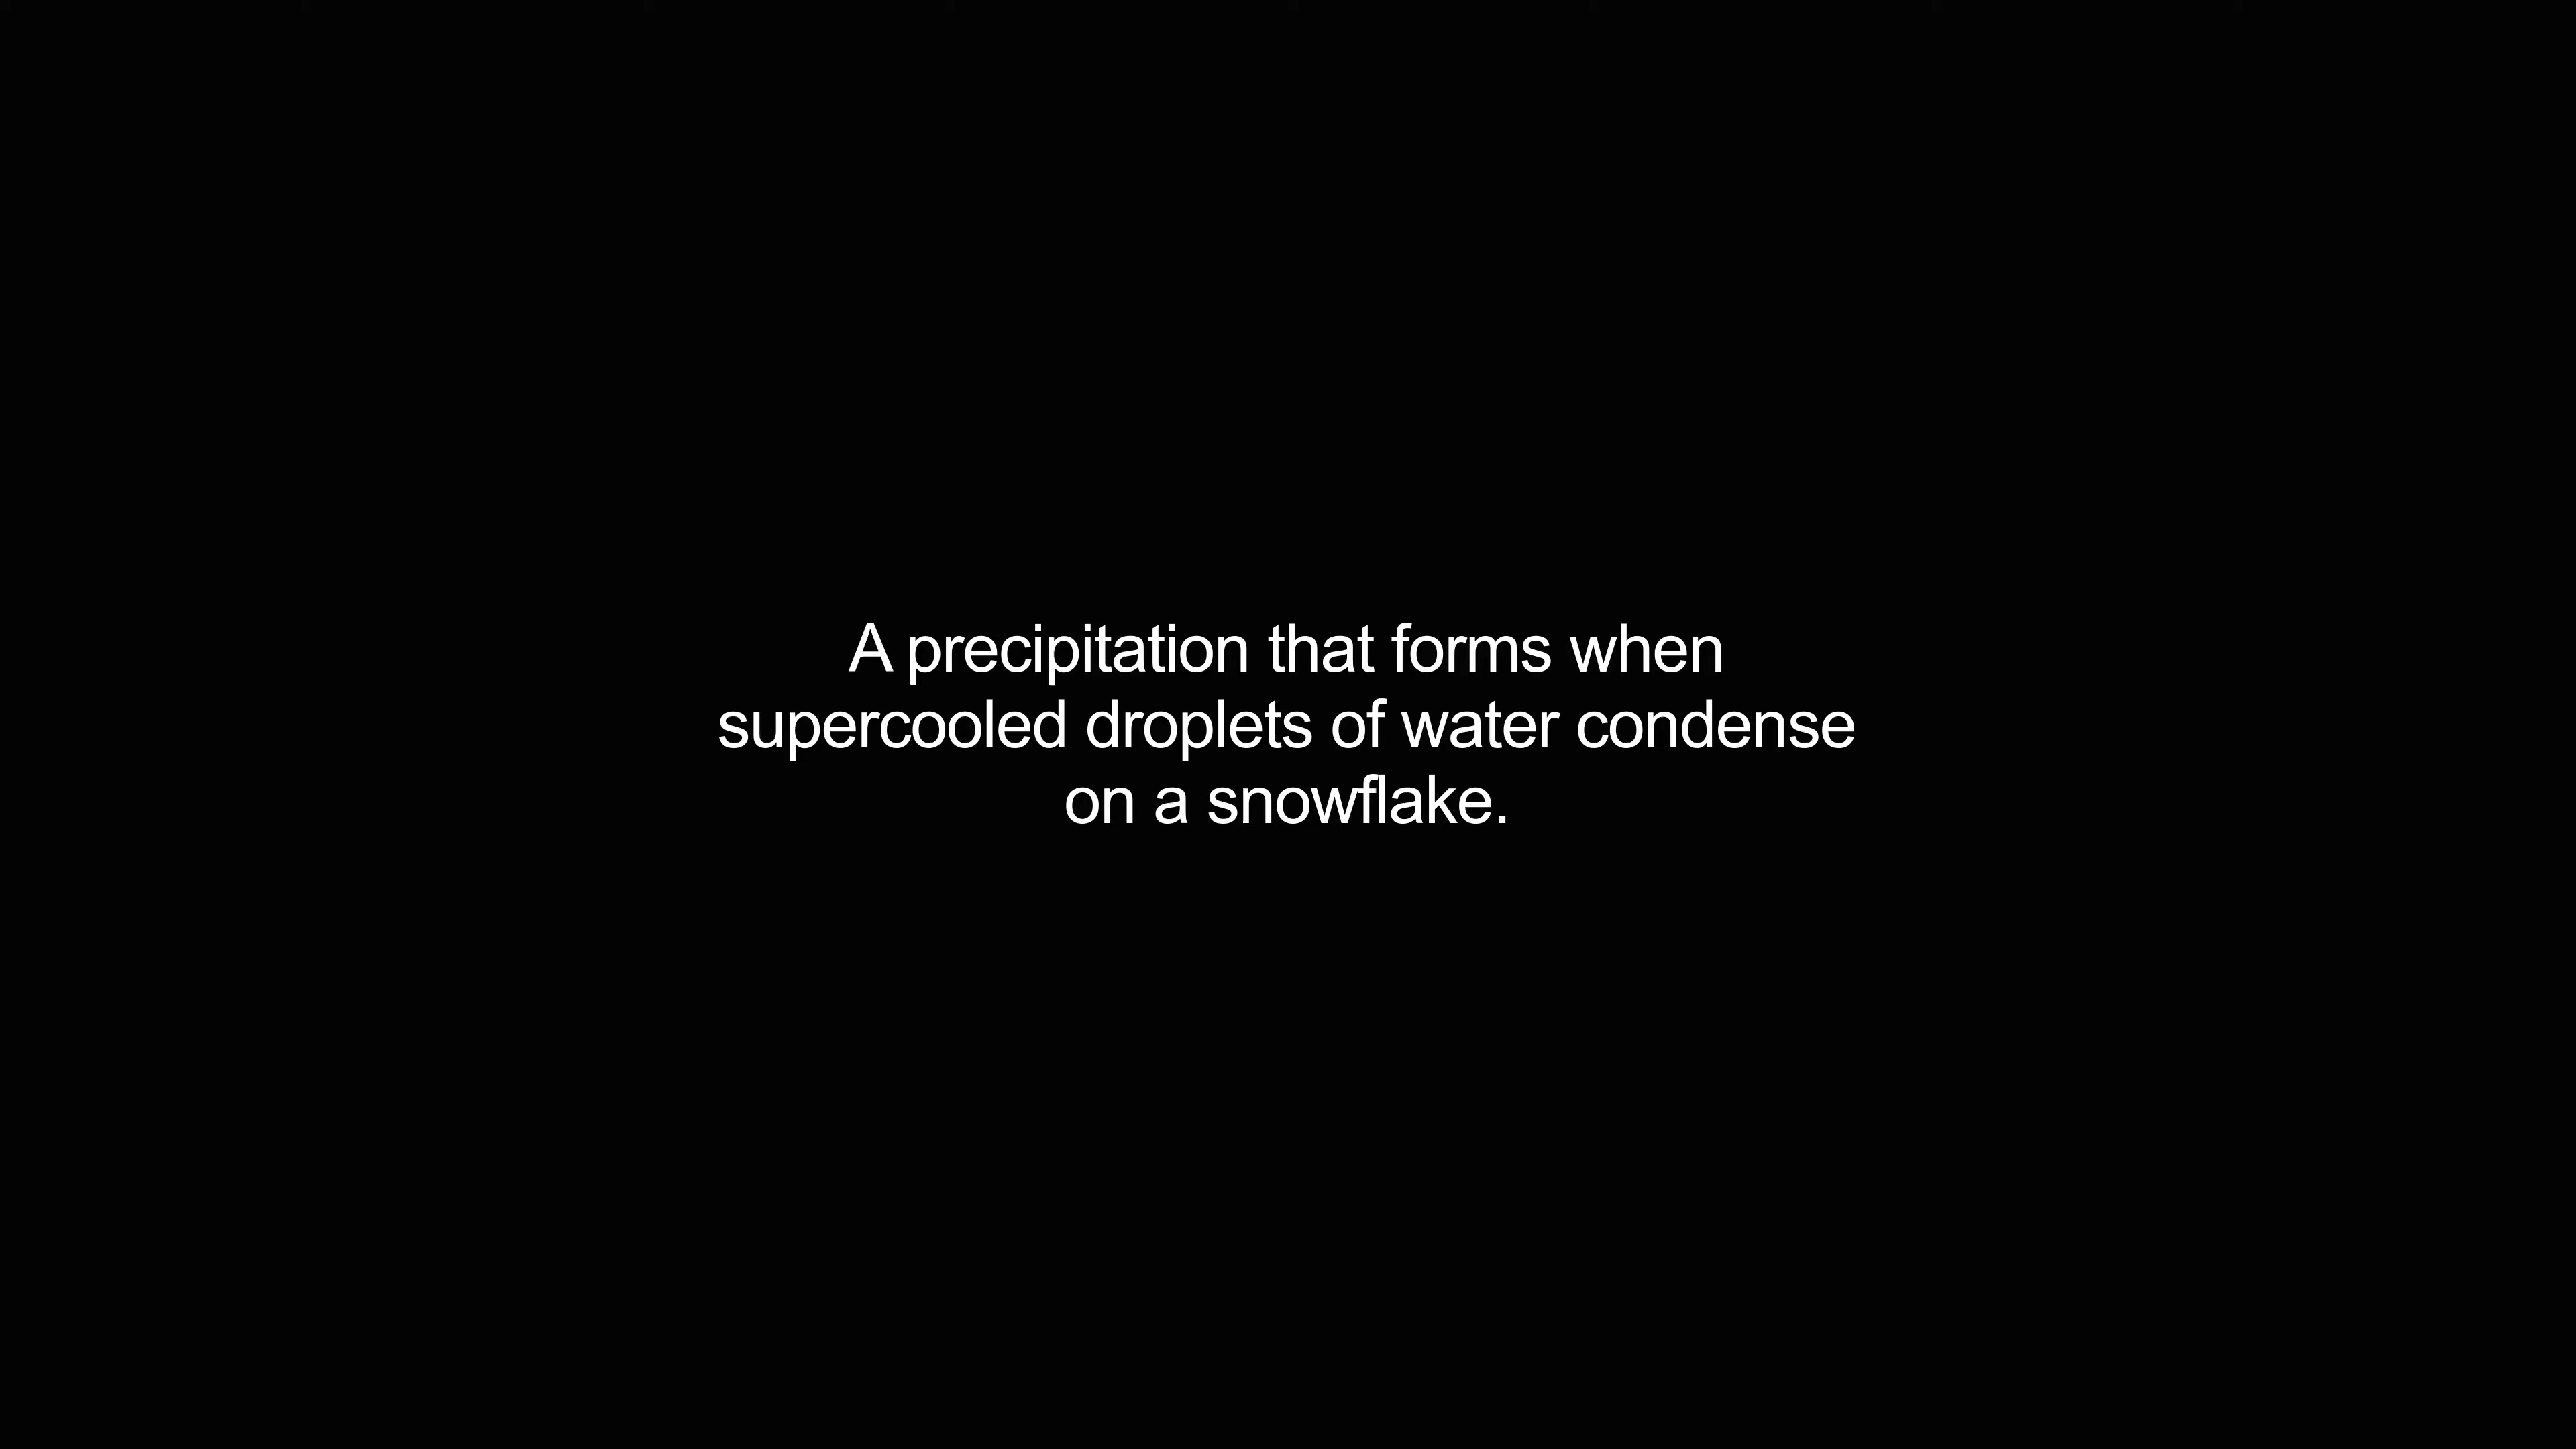 A precipitation that forms when
supercooled droplets of water condense
on a snowflake.